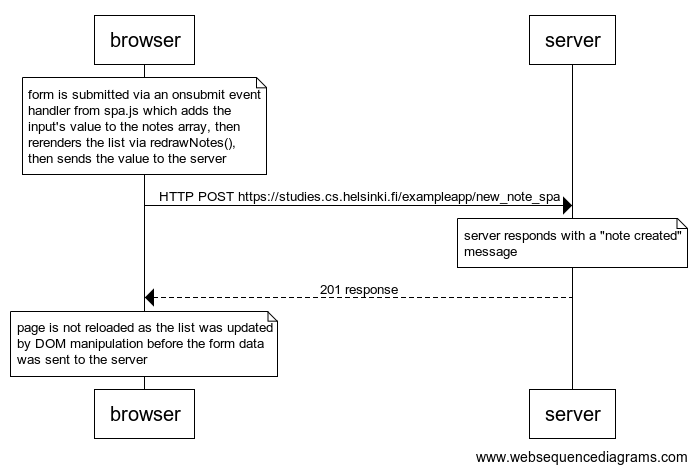 browser
server
form is submitted via an onsubmit event
handler from spa.js which adds the
input's value to the notes array, then
rerenders the list via redrawNotes(),
then sends the value to the server
HTTP POST https://studies.cs.helsinki.fi/exampleapp/new_note_spa
server responds with a "note created"
message
201 response
page is not reloaded as the list was updated
by DOM manipulation before the form data
was sent to the server
browser
server
www.websequencediagrams.com